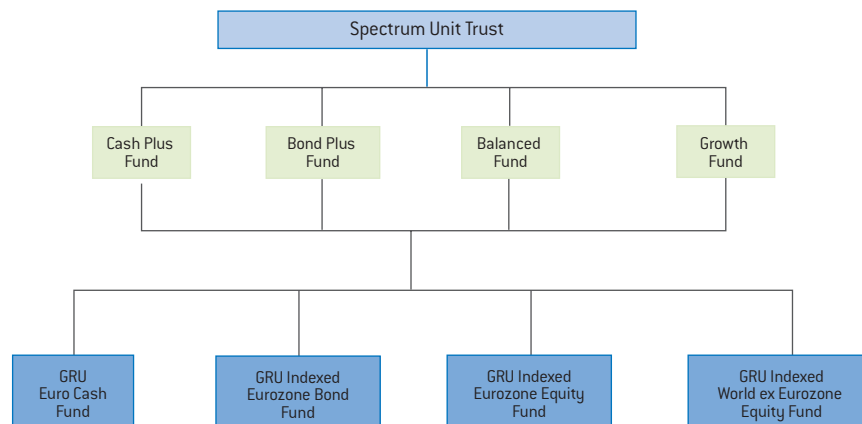 Spectrum Unit Trust
Cash Plus
Fund
Bond Plus
Fund
Balanced
Fund
Growth
Fund
GRU
Euro Cash
Fund
GRU Indexed
Eurozone Bond
Fund
GRU Indexed
Eurozone Equity
Fund
GRU Indexed
World ex Eurozone
Equity Fund